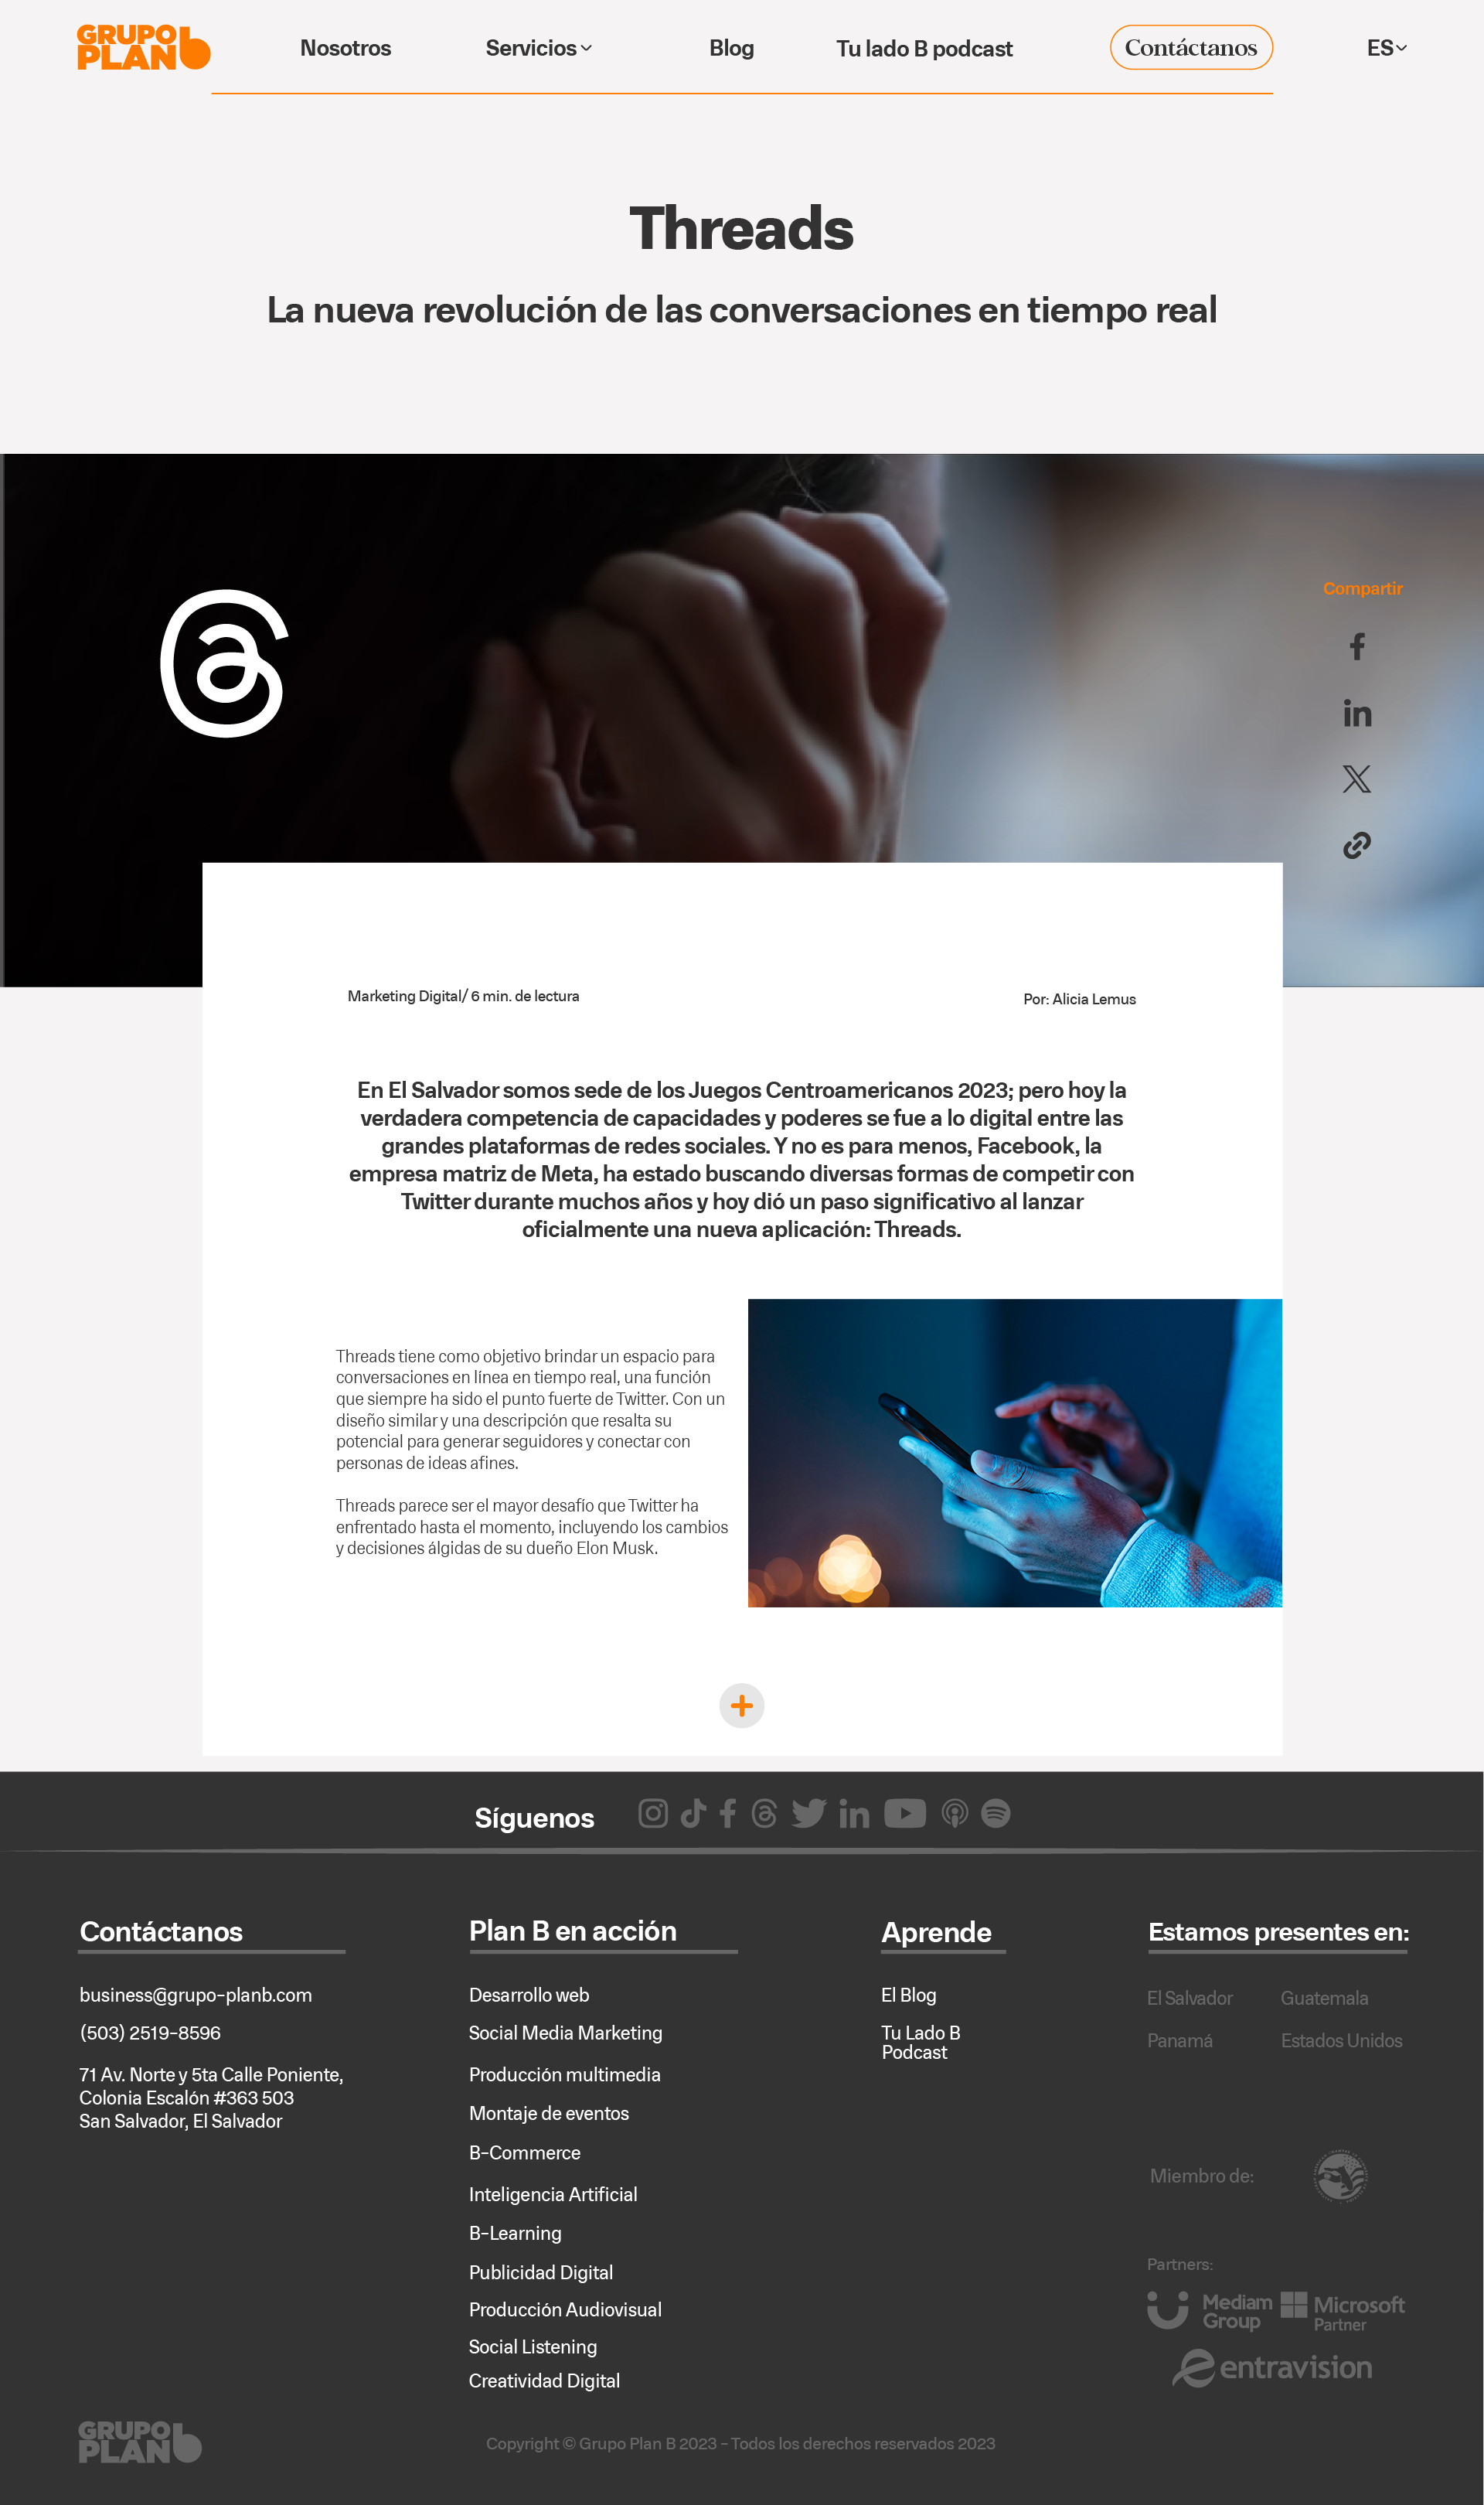 GRUPO
PLAN b
Nosotros
Servicios
Blog
Tu lado B podcast
Contáctanos
ES
Threads
La nueva revolución de las conversaciones en tiempo real
Compartir
Marketing Digital/ 6 min. de lectura
Por: Alicia Lemus
En El Salvador somos sede de los Juegos Centroamericanos 2023; pero hoy la
verdadera competencia de capacidades y poderes se fue a lo digital entre las
grandes plataformas de redes sociales. Y no es para menos, Facebook, la
empresa matriz de Meta, ha estado buscando diversas formas de competir con
Twitter durante muchos años y hoy dió un paso significativo al lanzar
oficialmente una nueva aplicación: Threads.
Threads tiene como objetivo brindar un espacio para
conversaciones en línea en tiempo real, una función
que siempre ha sido el punto fuerte de Twitter. Con un
diseño similar y una descripción que resalta su
potencial para generar seguidores y conectar con
personas de ideas afines.
Threads parece ser el mayor desafío que Twitter ha
enfrentado hasta el momento, incluyendo los cambios
y decisiones álgidas de su dueño Elon Musk.
Síguenos
Contáctanos
business@grupo-planb.com
(503) 2519-8596
71 Av. Norte y 5ta Calle Poniente,
Colonia Escalón #363 503
San Salvador, El Salvador
Plan B en acción
Desarrollo web
Social Media Marketing
Producción multimedia
Montaje de eventos
B-Commerce
Inteligencia Artificial
B-Learning
Publicidad Digital
Producción Audiovisual
Social Listening
Creatividad Digital
Aprende
El Blog
Tu Lado B
Podcast
Estamos presentes en:
El Salvador
Guatemala
Panamá
Estados Unidos
Miembro de:
Partners:
Mediam
Group
Microsoft
Partner
entravision
GRUPO
PLAN b
Copyright © Grupo Plan B 2023 - Todos los derechos reservados 2023